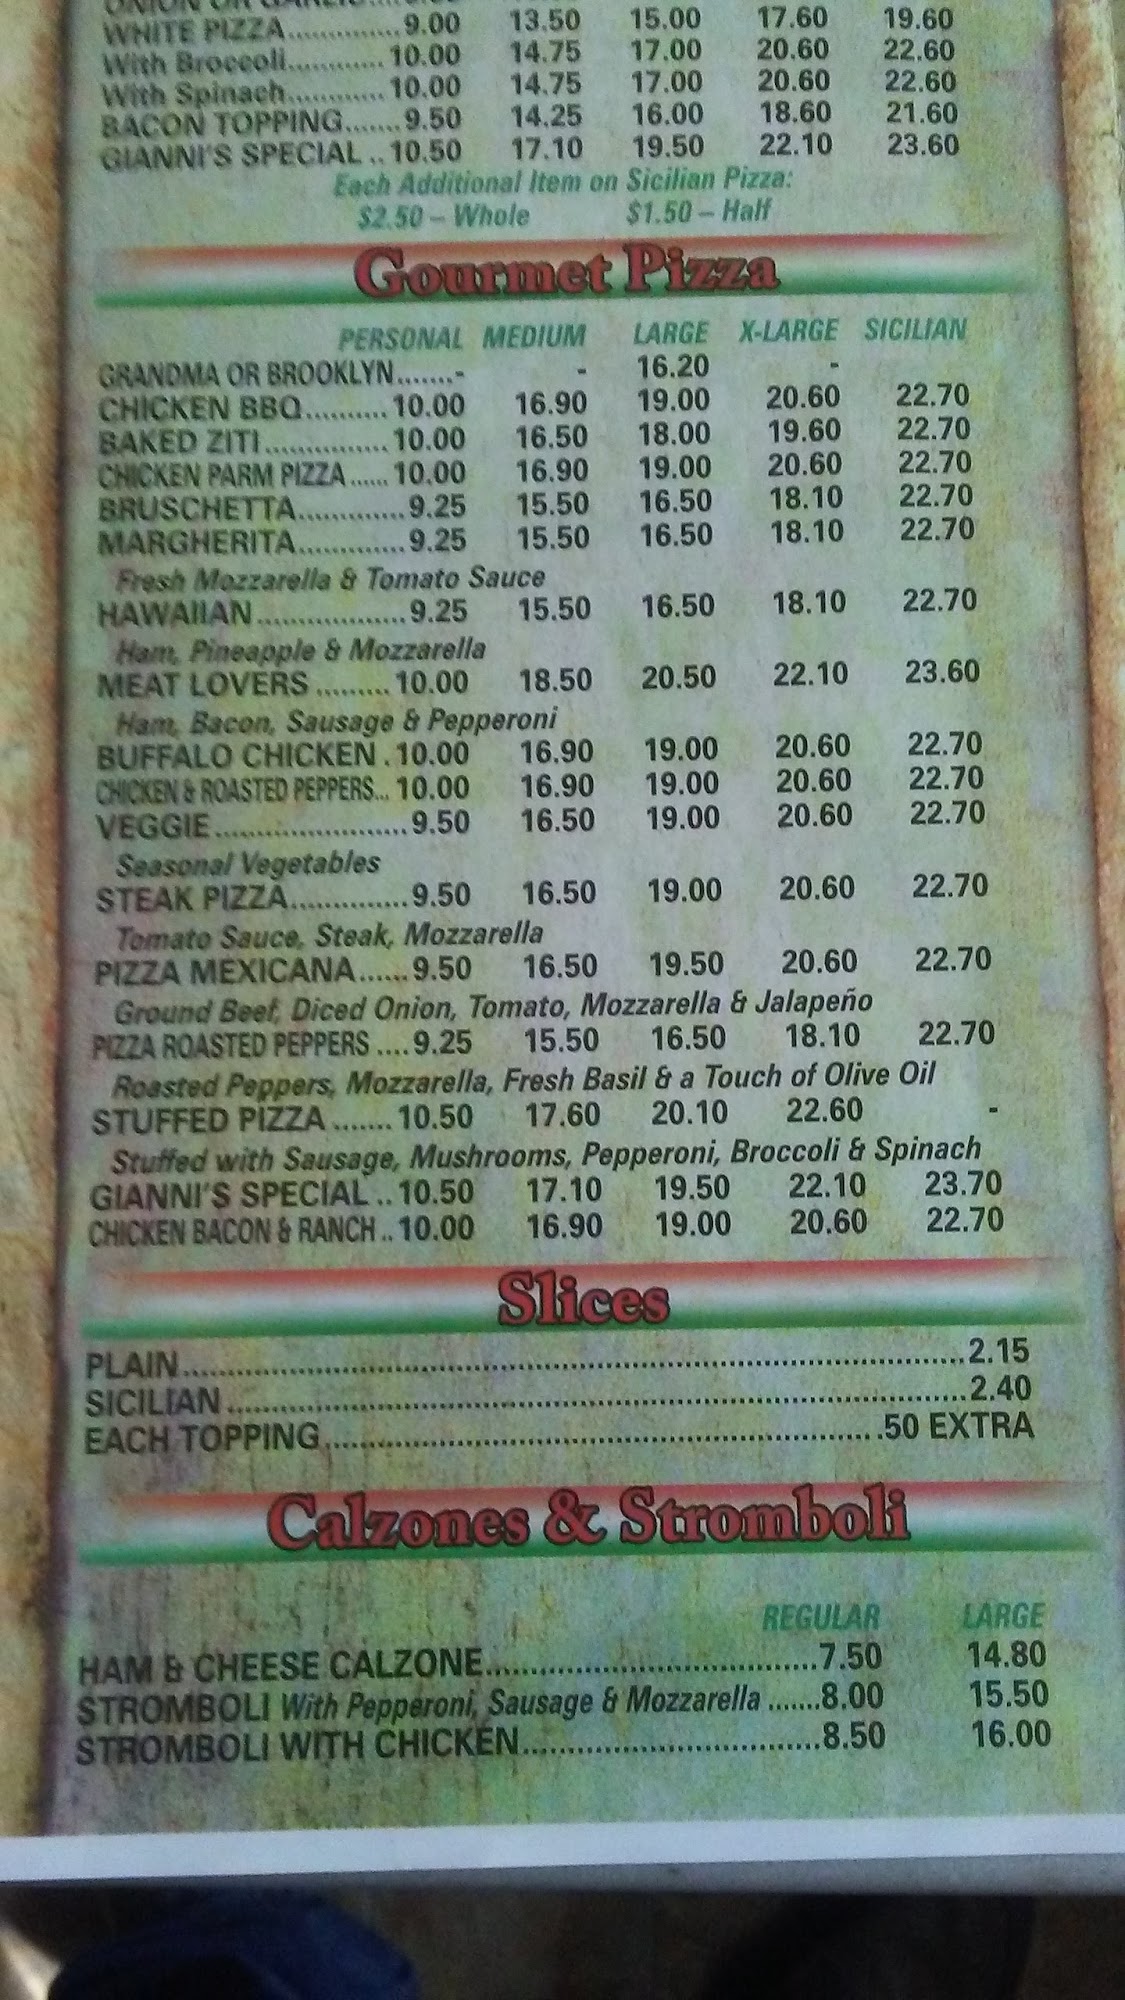 WHITE PIZZA...............9.00 13.50 15.00 17.60 19.60
With Broccoli............. 10.00 14.75 17.00 20.60 22.60
With Spinach............. 10.00 14.75 17.00 20.60 22.60
BACON TOPPING.......9.50 14.25 16.00 18.60 21.60
GIANNI'S SPECIAL .. 10.50 17.10 19.50 22.10 23.60
Each Additional Item on Sicilian Pizza:
$2.50 – Whole $1.50 – Half
Gourmet Pizza
PERSONAL MEDIUM LARGE X-LARGE SICILIAN
GRANDMA OR BROOKLYN.......- - 16.20 -
CHICKEN BBQ.......... 10.00 16.90 19.00 20.60 22.70
BAKED ZITI............... 10.00 16.50 18.00 19.60 22.70
CHICKEN PARM PIZZA...... 10.00 16.90 19.00 20.60 22.70
BRUSCHETTA.............9.25 15.50 16.50 18.10 22.70
MARGHERITA.............9.25 15.50 16.50 18.10 22.70
Fresh Mozzarella & Tomato Sauce
HAWAIIAN...................9.25 15.50 16.50 18.10 22.70
Ham, Pineapple & Mozzarella
MEAT LOVERS ......... 10.00 18.50 20.50 22.10 23.60
Ham, Bacon, Sausage & Pepperoni
BUFFALO CHICKEN . 10.00 16.90 19.00 20.60 22.70
CHICKEN & ROASTED PEPPERS... 10.00 16.90 19.00 20.60 22.70
VEGGIE........................9.50 16.50 19.00 20.60 22.70
Seasonal Vegetables
STEAK PIZZA...............9.50 16.50 19.00 20.60 22.70
Tomato Sauce, Steak, Mozzarella
PIZZA MEXICANA......9.50 16.50 19.50 20.60 22.70
Ground Beef, Diced Onion, Tomato, Mozzarella & Jalapeño
PIZZA ROASTED PEPPERS ....9.25 15.50 16.50 18.10 22.70
Roasted Peppers, Mozzarella, Fresh Basil & a Touch of Olive Oil
STUFFED PIZZA ....... 10.50 17.60 20.10 22.60 -
Stuffed with Sausage, Mushrooms, Pepperoni, Broccoli & Spinach
GIANNI'S SPECIAL .. 10.50 17.10 19.50 22.10 23.70
CHICKEN BACON & RANCH .. 10.00 16.90 19.00 20.60 22.70
Slices
PLAIN..........................................................................................2.15
SICILIAN......................................................................................2.40
EACH TOPPING................................................................ .50 EXTRA
Calzones & Stromboli
REGULAR LARGE
HAM & CHEESE CALZONE......................................7.50 14.80
STROMBOLI With Pepperoni, Sausage & Mozzarella .......8.00 15.50
STROMBOLI WITH CHICKEN..................................8.50 16.00